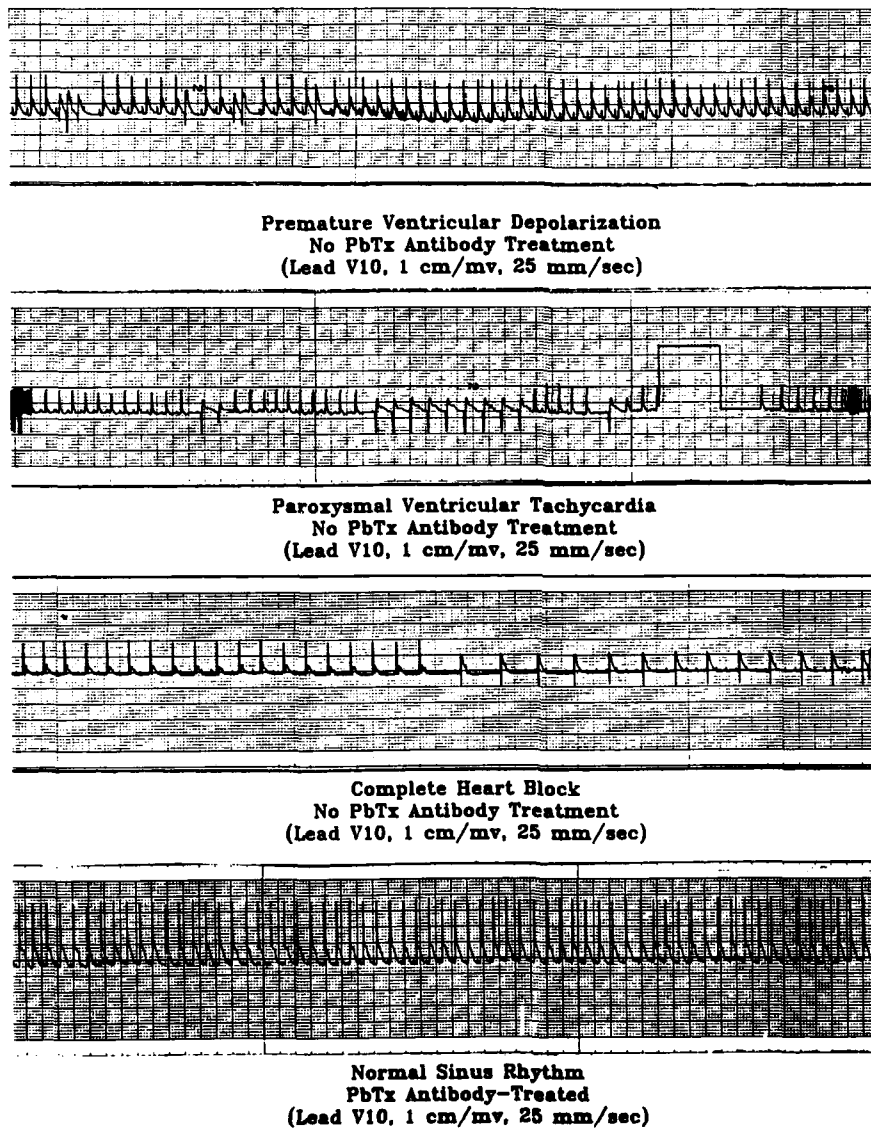 Premature Ventricular Depolarization
No PbTx Antibody Treatment
(Lead V10, 1 cm/mv, 25 mm/sec)
Paroxysmal Ventricular Tachycardia
No PbTx Antibody Treatment
(Lead V10, 1 cm/mv, 25 mm/sec)
Complete Heart Block
No PbTx Antibody Treatment
(Lead V10, 1 cm/mv, 25 mm/sec)
Normal Sinus Rhythm
PbTx Antibody-Treated
(Lead V10, 1 cm/mv, 25 mm/sec)